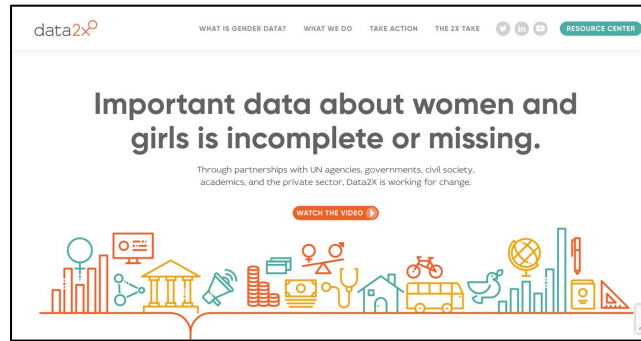 data2x
WHAT IS GENDER DATA? WHAT WE DO TAKE ACTION THE 2X TAKE in RESOURCE CENTER
Important data about women and
girls is incomplete or missing.
Through partnerships with UN agencies, governments, civil society,
academics, and the private sector, Data2X is working for change.
WATCH THE VIDEO